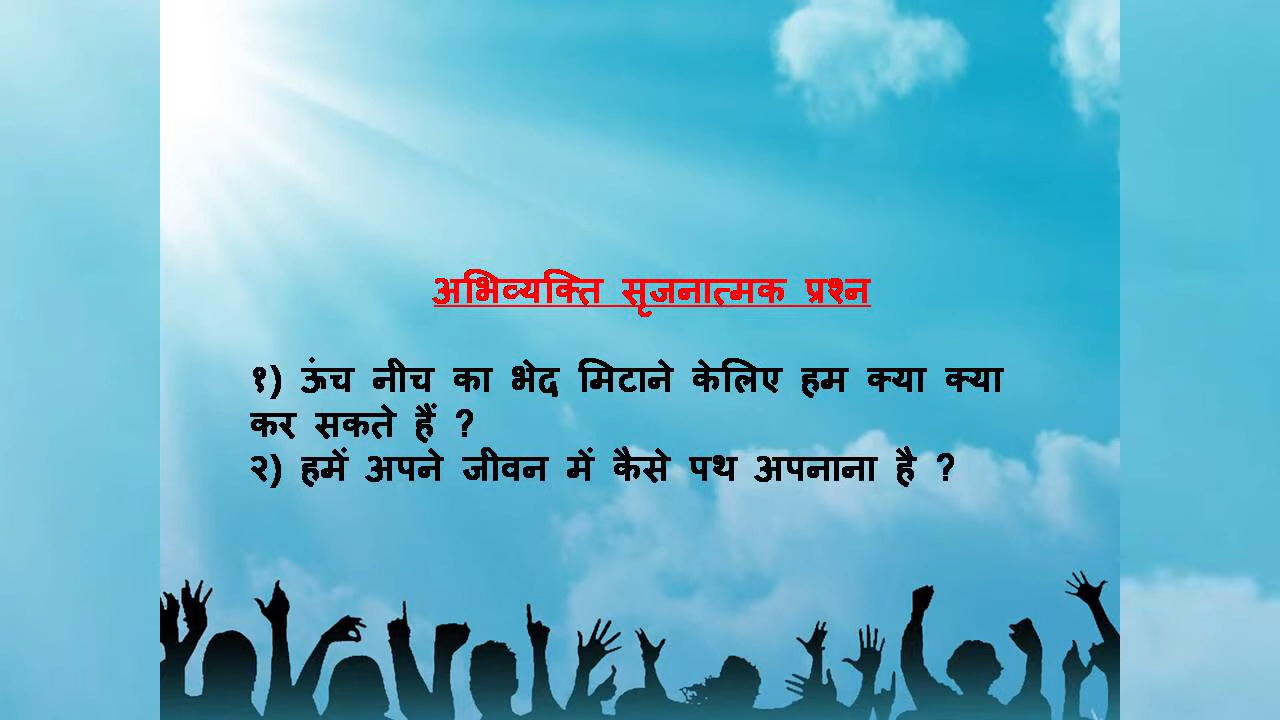 अभिव्यक्ति सृजनात्मक प्रश्न
१) ऊंच नीच का भेद मिटाने केलिए हम क्या क्या
कर सकते हैं ?
२) हमें अपने जीवन में कैसे पथ अपनाना है ?